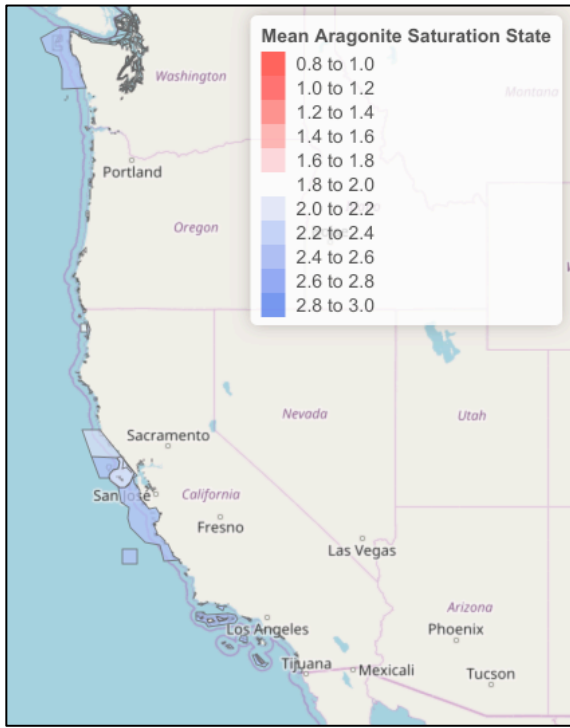 Mean Aragonite Saturation State
0.8 to 1.0
1.0 to 1.2
1.2 to 1.4
1.4 to 1.6
1.6 to 1.8
1.8 to 2.0
2.0 to 2.2
2.2 to 2.4
2.4 to 2.6
2.6 to 2.8
2.8 to 3.0
Washington
Montana
Portland
Oregon
Nevada
Utah
Sacramento
San Jose
California
Fresno
Las Vegas
Los Angeles
Arizona
Phoenix
Tijuana
Mexicali
Tucson